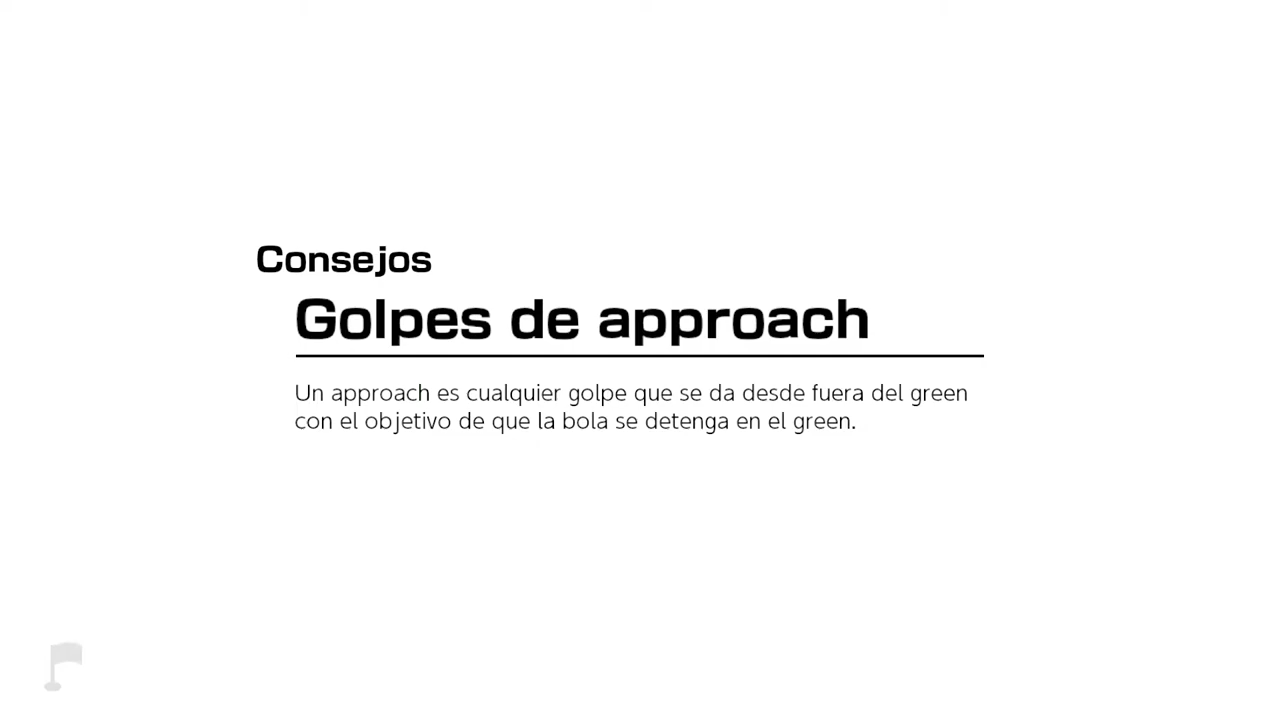 Consejos
Golpes de approach
Un approach es cualquier golpe que se da desde fuera del green
con el objetivo de que la bola se detenga en el green.